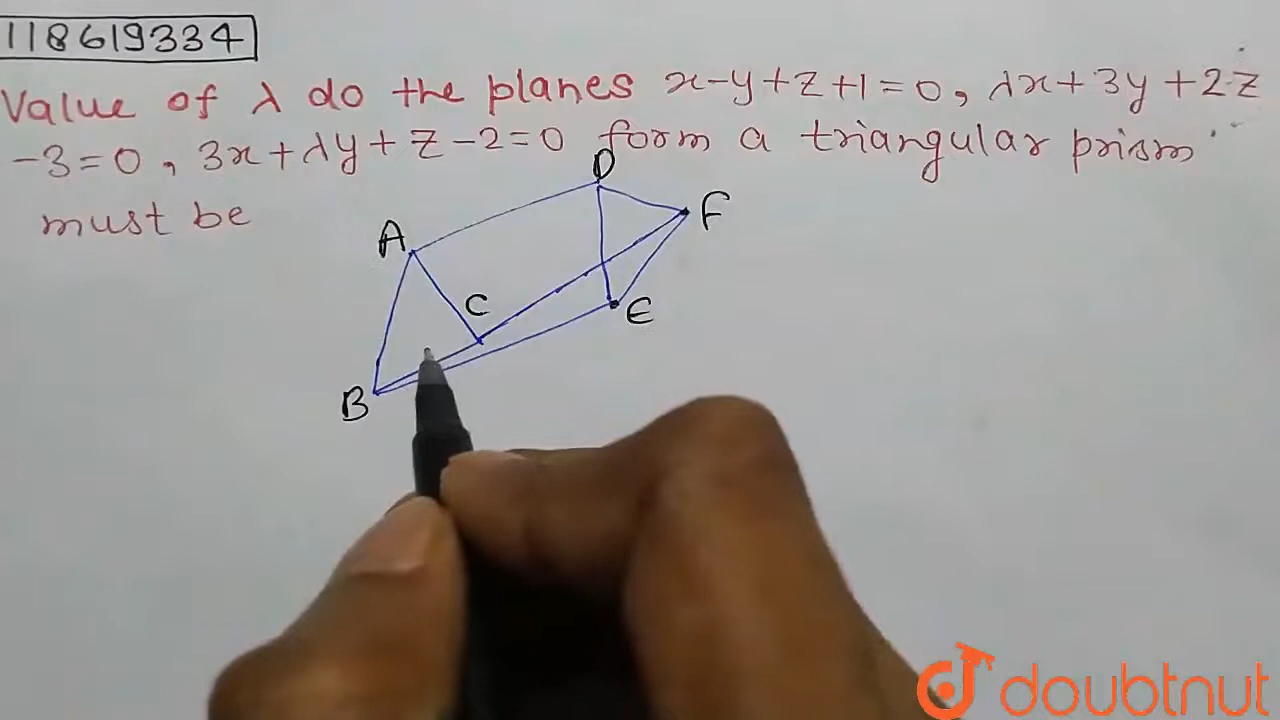 118619334
Value of λ do the planes x-y+z+1=0, λx+3y+2z
-3=0, 3x+λy+z-2=0 form a triangular prism
must be
D
F
A
C
E
B
doubtnut